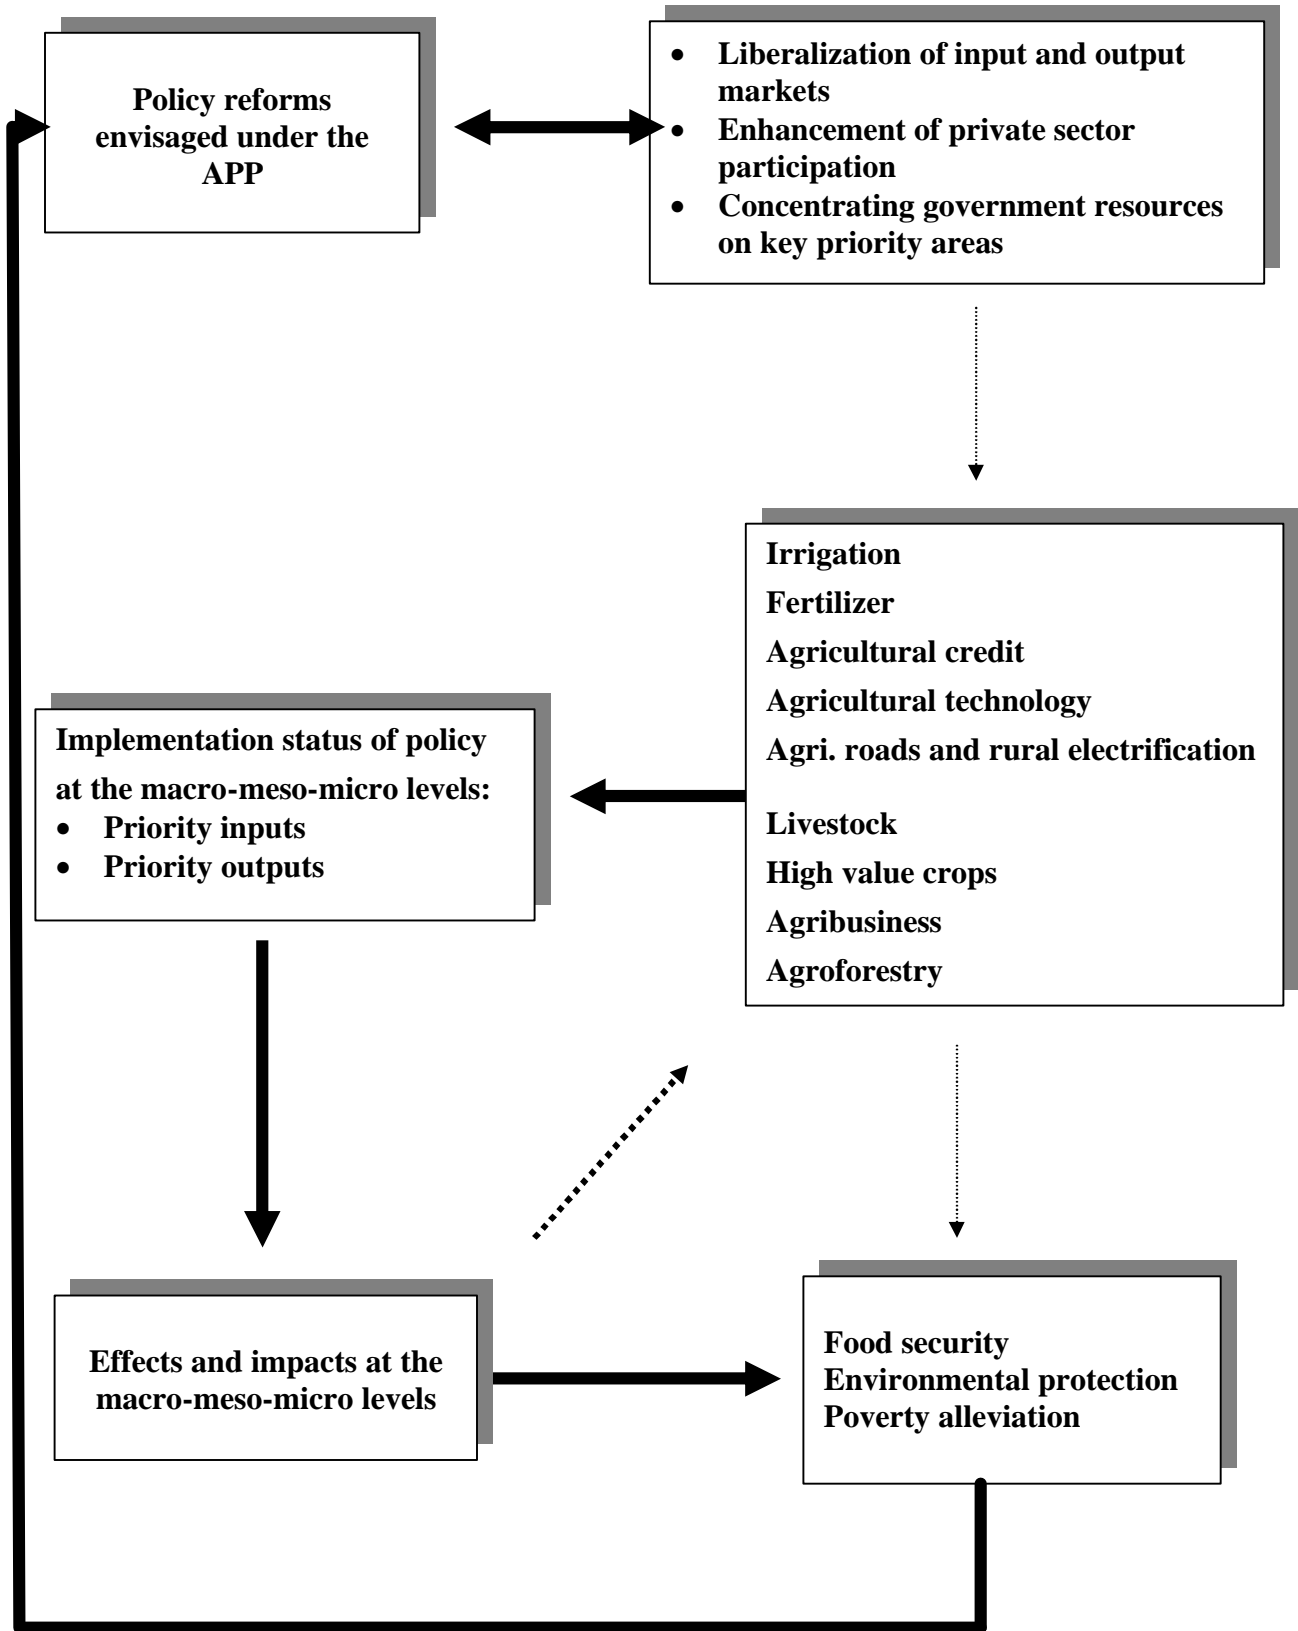 Policy reforms
envisaged under the
APP
• Liberalization of input and output
markets
• Enhancement of private sector
participation
• Concentrating government resources
on key priority areas
Irrigation
Fertilizer
Agricultural credit
Agricultural technology
Agri. roads and rural electrification
Livestock
High value crops
Agribusiness
Agroforestry
Implementation status of policy
at the macro-meso-micro levels:
• Priority inputs
• Priority outputs
Effects and impacts at the
macro-meso-micro levels
Food security
Environmental protection
Poverty alleviation